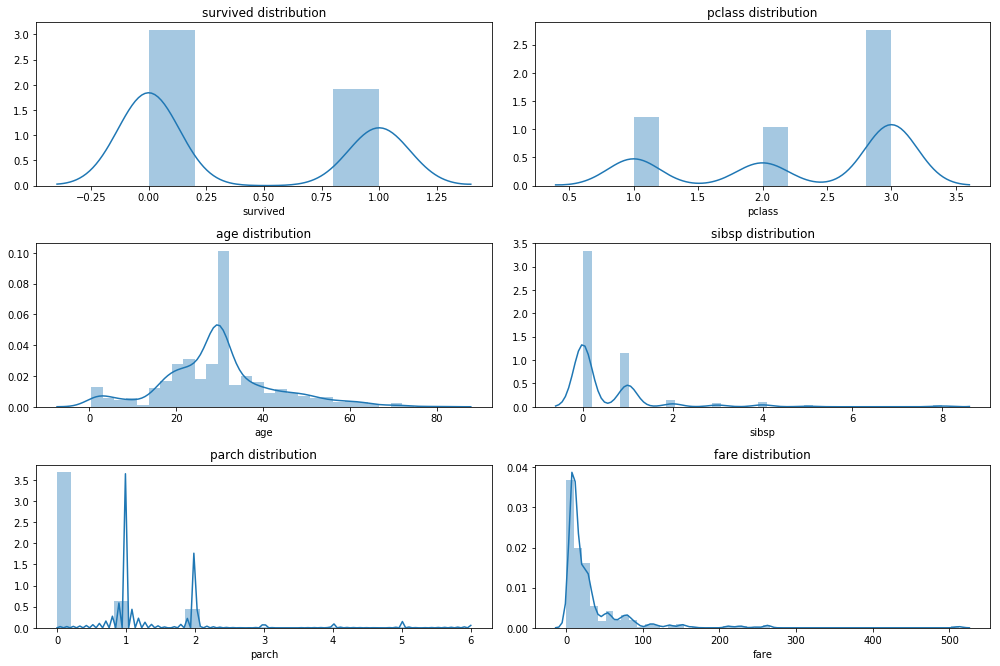 survived distribution
3.0
2.5
2.0
1.5
1.0
0.5
0.0
−0.25 0.00 0.25 0.50 0.75 1.00 1.25
survived
pclass distribution
2.5
2.0
1.5
1.0
0.5
0.0
0.5 1.0 1.5 2.0 2.5 3.0 3.5
pclass
age distribution
0.10
0.08
0.06
0.04
0.02
0.00
0 20 40 60 80
age
sibsp distribution
3.5
3.0
2.5
2.0
1.5
1.0
0.5
0.0
0 2 4 6 8
sibsp
parch distribution
3.5
3.0
2.5
2.0
1.5
1.0
0.5
0.0
0 1 2 3 4 5 6
parch
fare distribution
0.04
0.03
0.02
0.01
0.00
0 100 200 300 400 500
fare